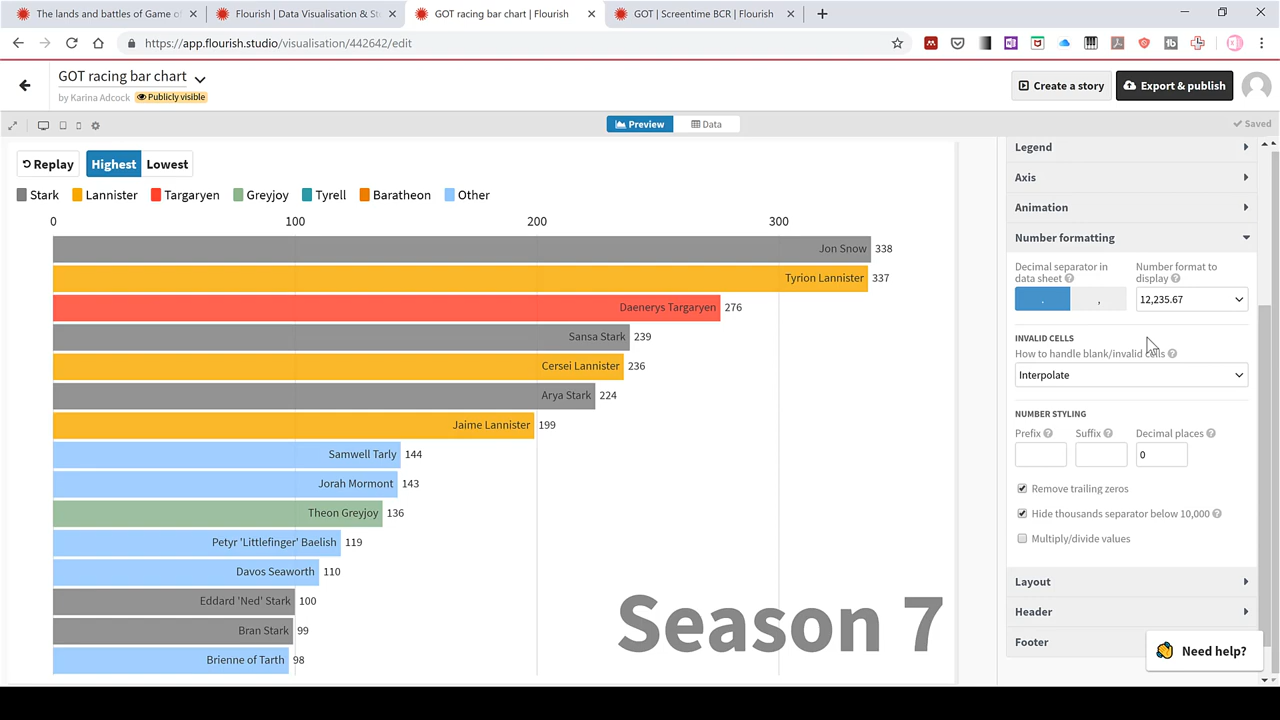 The lands and battles of Game of
Flourish | Data Visualisation & St
GOT racing bar chart | Flourish
GOT | Screentime BCR | Flourish
https://app.flourish.studio/visualisation/442642/edit
GOT racing bar chart
by Karina Adcock Publicly visible
Create a story
Export & publish
Preview
Data
Saved
Replay
Highest
Lowest
Stark
Lannister
Targaryen
Greyjoy
Tyrell
Baratheon
Other
0
100
200
300
Jon Snow 338
Tyrion Lannister 337
Daenerys Targaryen 276
Sansa Stark 239
Cersei Lannister 236
Arya Stark 224
Jaime Lannister 199
Samwell Tarly 144
Jorah Mormont 143
Theon Greyjoy 136
Petyr 'Littlefinger' Baelish 119
Davos Seaworth 110
Eddard 'Ned' Stark 100
Bran Stark 99
Brienne of Tarth 98
Season 7
Legend
Axis
Animation
Number formatting
Decimal separator in
data sheet
.
,
Number format to
display
12,235.67
INVALID CELLS
How to handle blank/invalid cells
Interpolate
NUMBER STYLING
Prefix
Suffix
Decimal places
0
Remove trailing zeros
Hide thousands separator below 10,000
Multiply/divide values
Layout
Header
Footer
Need help?